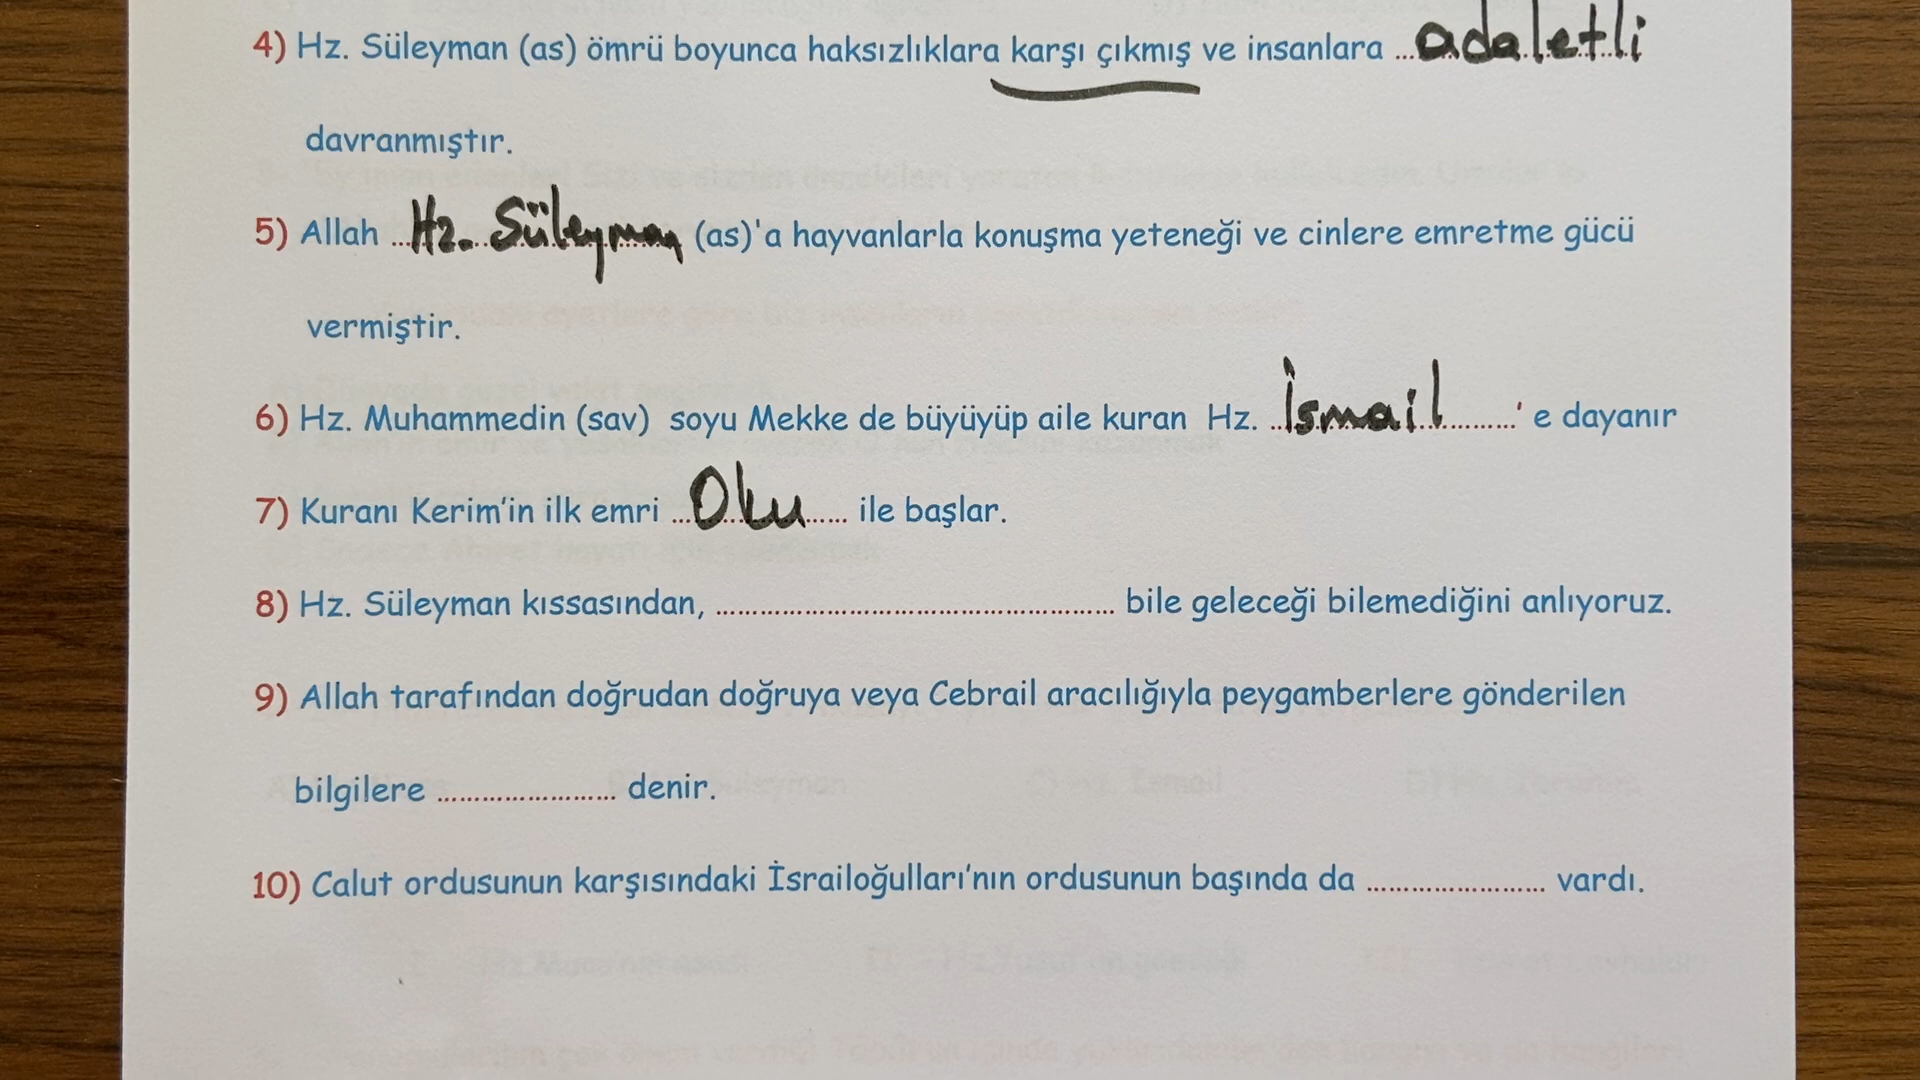 4) Hz. Süleyman (as) ömrü boyunca haksızlıklara karşı çıkmış ve insanlara ...adaletli
davranmıştır.
5) Allah ...Hz. Süleyman (as)'a hayvanlarla konuşma yeteneği ve cinlere emretme gücü
vermiştir.
6) Hz. Muhammedin (sav) soyu Mekke de büyüyüp aile kuran Hz. ...İsmail..........' e dayanır
7) Kuranı Kerim'in ilk emri ...Oku...... ile başlar.
8) Hz. Süleyman kıssasından, ...................................................... bile geleceği bilemediğini anlıyoruz.
9) Allah tarafından doğrudan doğruya veya Cebrail aracılığıyla peygamberlere gönderilen
bilgilere ........................ denir.
10) Calut ordusunun karşısındaki İsrailoğulları'nın ordusunun başında da ........................ vardı.